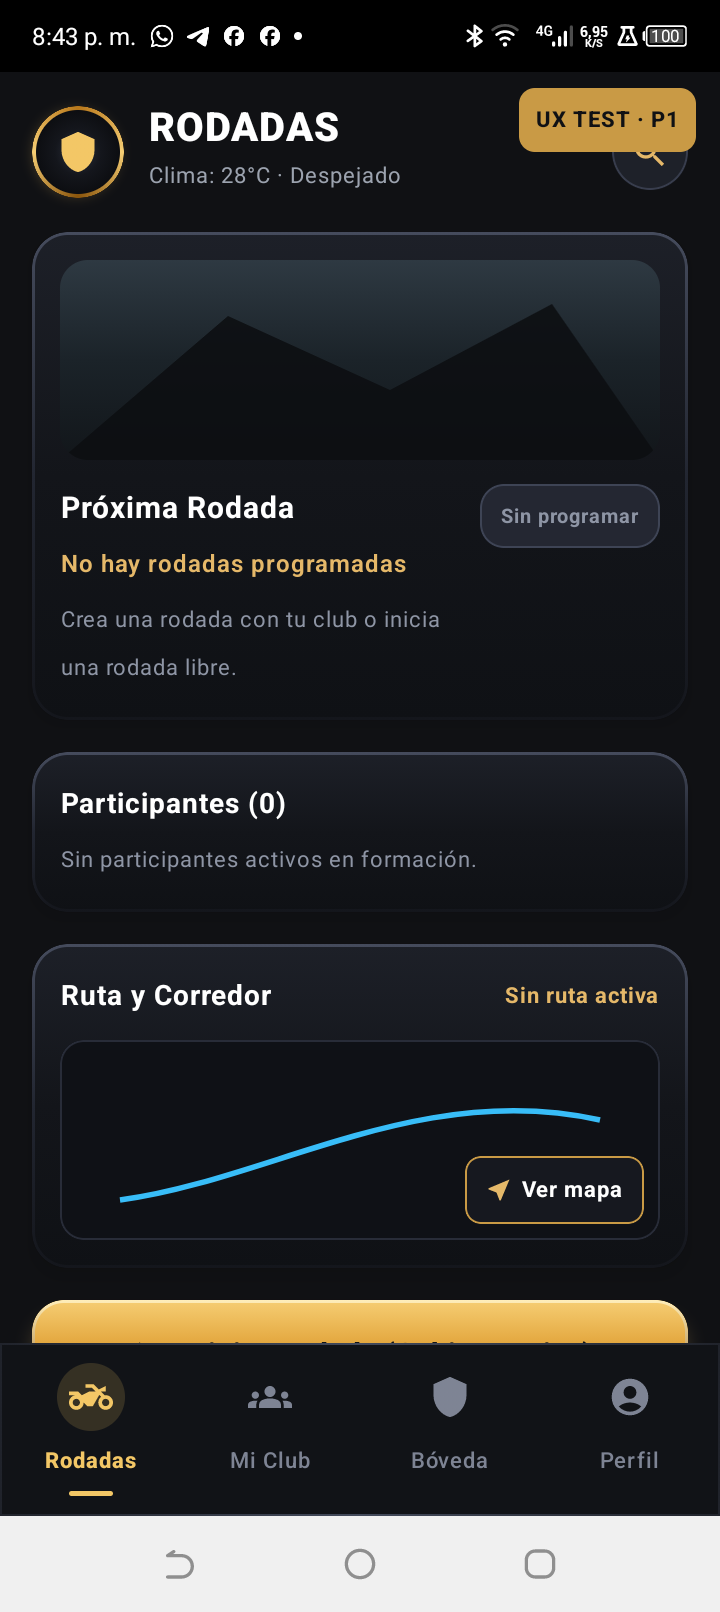 8:43 p. m.
4G
6,95
K/S
100
RODADAS
UX TEST · P1
Clima: 28°C · Despejado
Próxima Rodada
Sin programar
No hay rodadas programadas
Crea una rodada con tu club o inicia
una rodada libre.
Participantes (0)
Sin participantes activos en formación.
Ruta y Corredor
Sin ruta activa
Ver mapa
Rodadas
Mi Club
Bóveda
Perfil